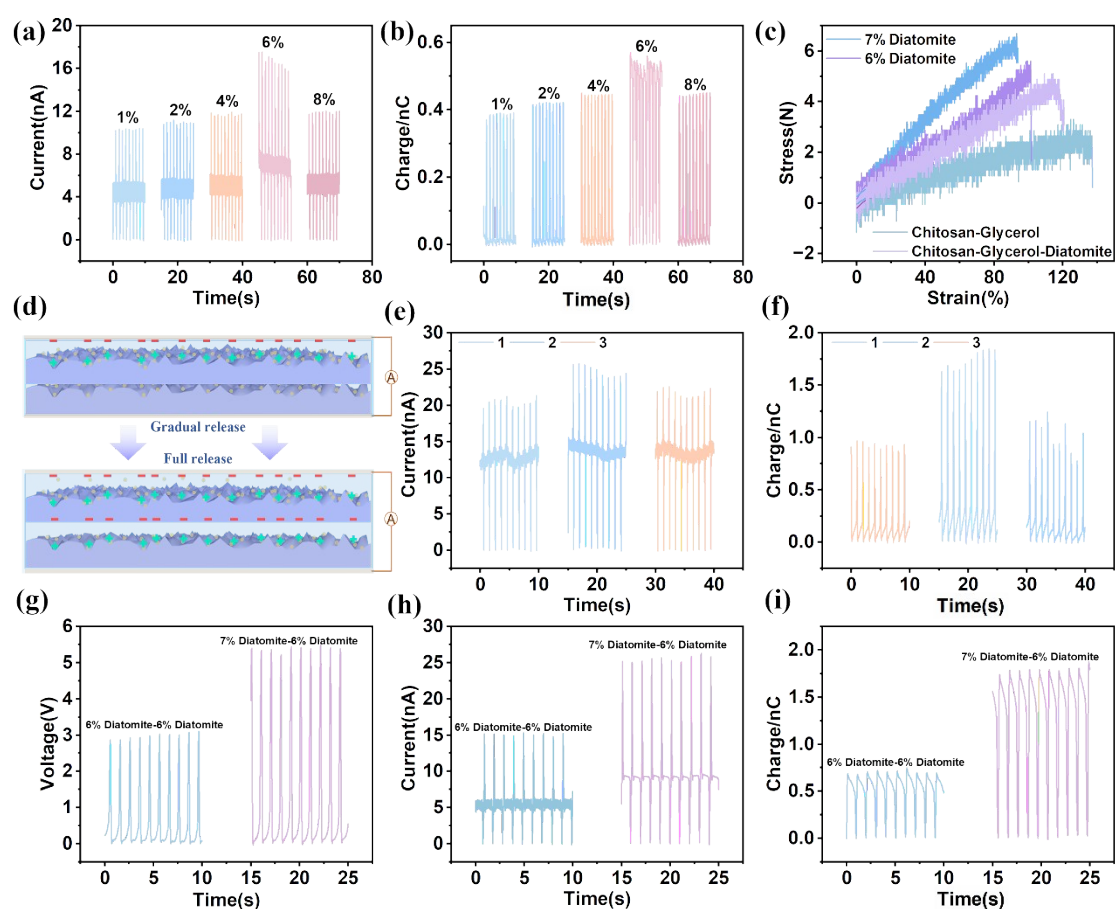 (a)
Current(nA)
20
16
12
8
4
0
1%
2%
4%
6%
8%
0 20 40 60 80
Time(s)
(b)
Charge/nC
0.6
0.4
0.2
0.0
1%
2%
4%
6%
8%
0 20 40 60 80
Time(s)
(c)
Stress(N)
6
4
2
0
−2
7% Diatomite
6% Diatomite
Chitosan-Glycerol
Chitosan-Glycerol-Diatomite
0 40 80 120
Strain(%)
(d)
A
Gradual release
Full release
A
(e)
Current(nA)
30
25
20
15
10
5
0
1 2 3
0 10 20 30 40
Time(s)
(f)
Charge/nC
2.0
1.5
1.0
0.5
0.0
1 2 3
0 10 20 30 40
Time(s)
(g)
Voltage(V)
6
5
4
3
2
1
0
7% Diatomite-6% Diatomite
6% Diatomite-6% Diatomite
0 5 10 15 20 25
Time(s)
(h)
Current(nA)
30
25
20
15
10
5
0
7% Diatomite-6% Diatomite
6% Diatomite-6% Diatomite
0 5 10 15 20 25
Time(s)
(i)
Charge/nC
2.0
1.5
1.0
0.5
0.0
7% Diatomite-6% Diatomite
6% Diatomite-6% Diatomite
0 5 10 15 20 25
Time(s)